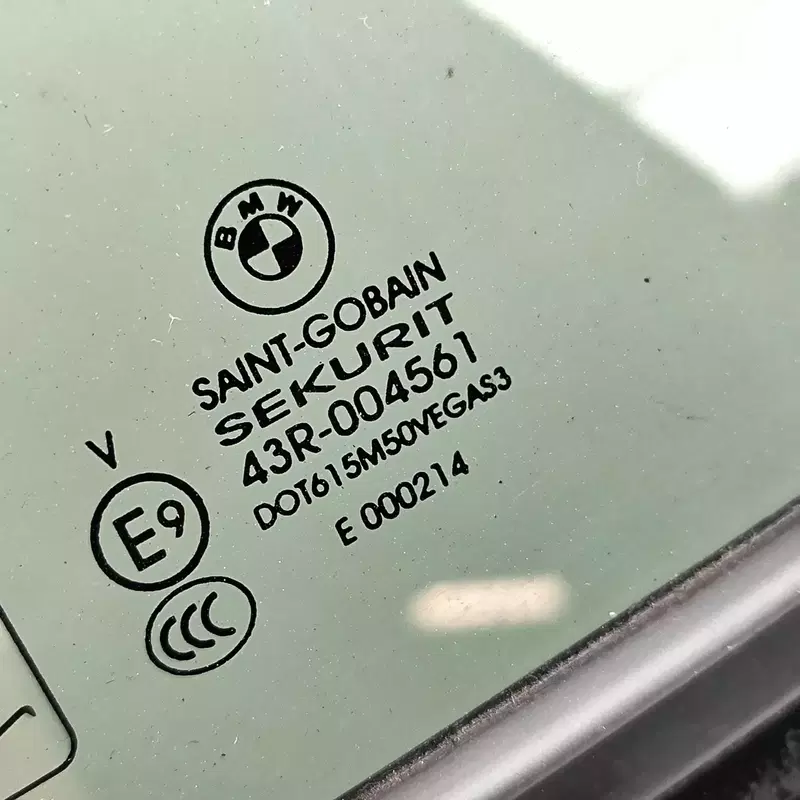 BMW
SAINT-GOBAIN
SEKURIT
43R-004561
DOT615M50VEGAS3
E 000214
V
E9
CCC